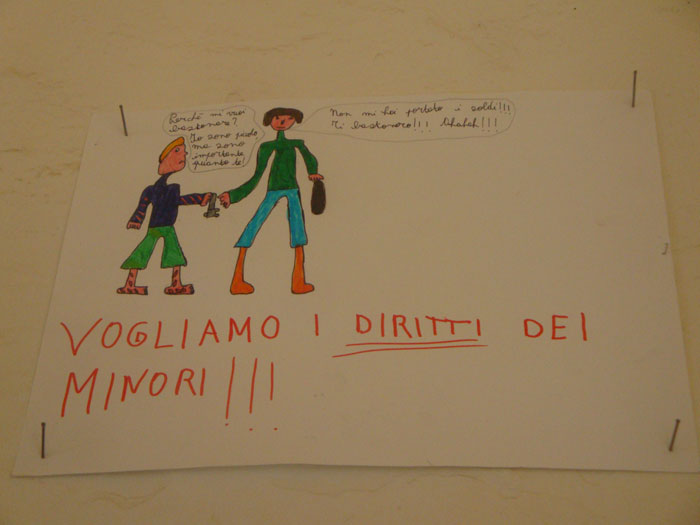 Perché mi vuoi
bastonare?
Io sono piccolo,
ma sono
importante
quanto te!
Non mi hai portato i soldi!!!
Ti bastonerò!!! Ahahah!!!
VOGLIAMO I DIRITTI DEI
MINORI!!!